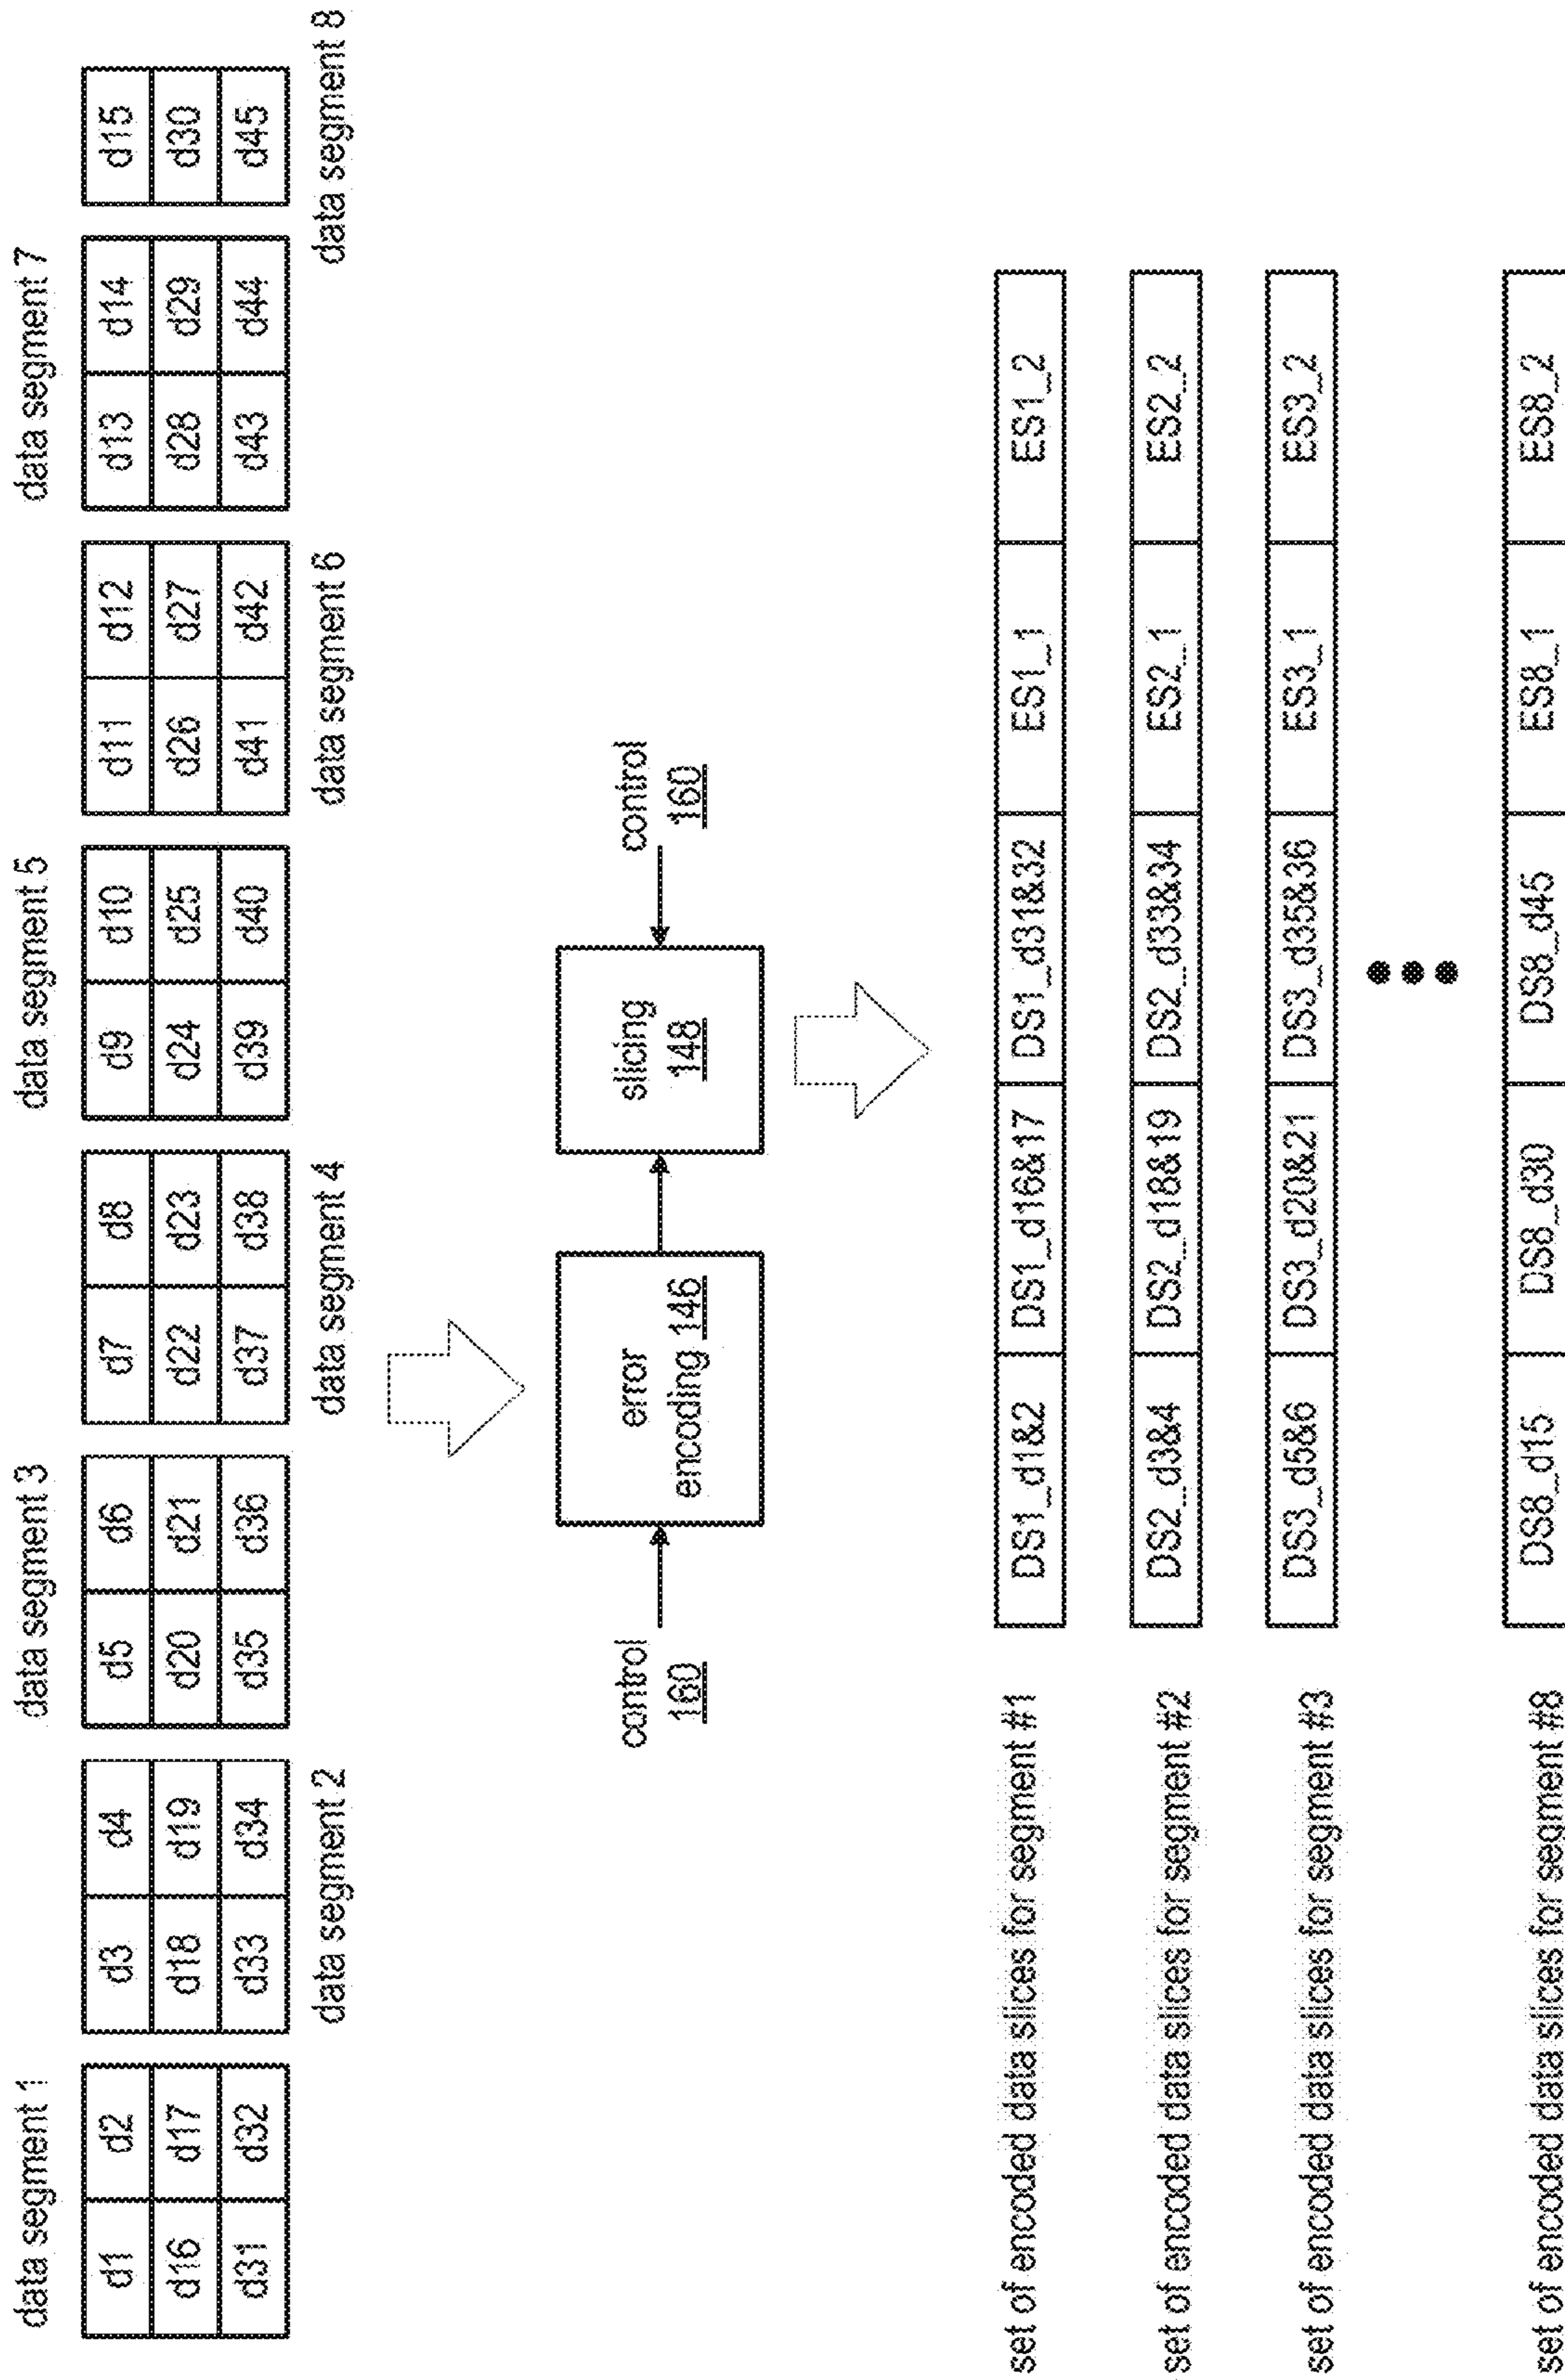 data segment 1
data segment 3
data segment 5
data segment 7
d1 d2 d3 d4 d5 d6 d7 d8 d9 d10 d11 d12 d13 d14 d15
d16 d17 d18 d19 d20 d21 d22 d23 d24 d25 d26 d27 d28 d29 d30
d31 d32 d33 d34 d35 d36 d37 d38 d39 d40 d41 d42 d43 d44 d45
data segment 2
data segment 4
data segment 6
data segment 8
control
160
error
encoding 146
slicing
148
control
160
set of encoded data slices for segment #1 DS1_d1&2 DS1_d16&17 DS1_d31&32 ES1_1 ES1_2
set of encoded data slices for segment #2 DS2_d3&4 DS2_d18&19 DS2_d33&34 ES2_1 ES2_2
set of encoded data slices for segment #3 DS3_d5&6 DS3_d20&21 DS3_d35&36 ES3_1 ES3_2
set of encoded data slices for segment #8 DS8_d15 DS8_d30 DS8_d45 ES8_1 ES8_2